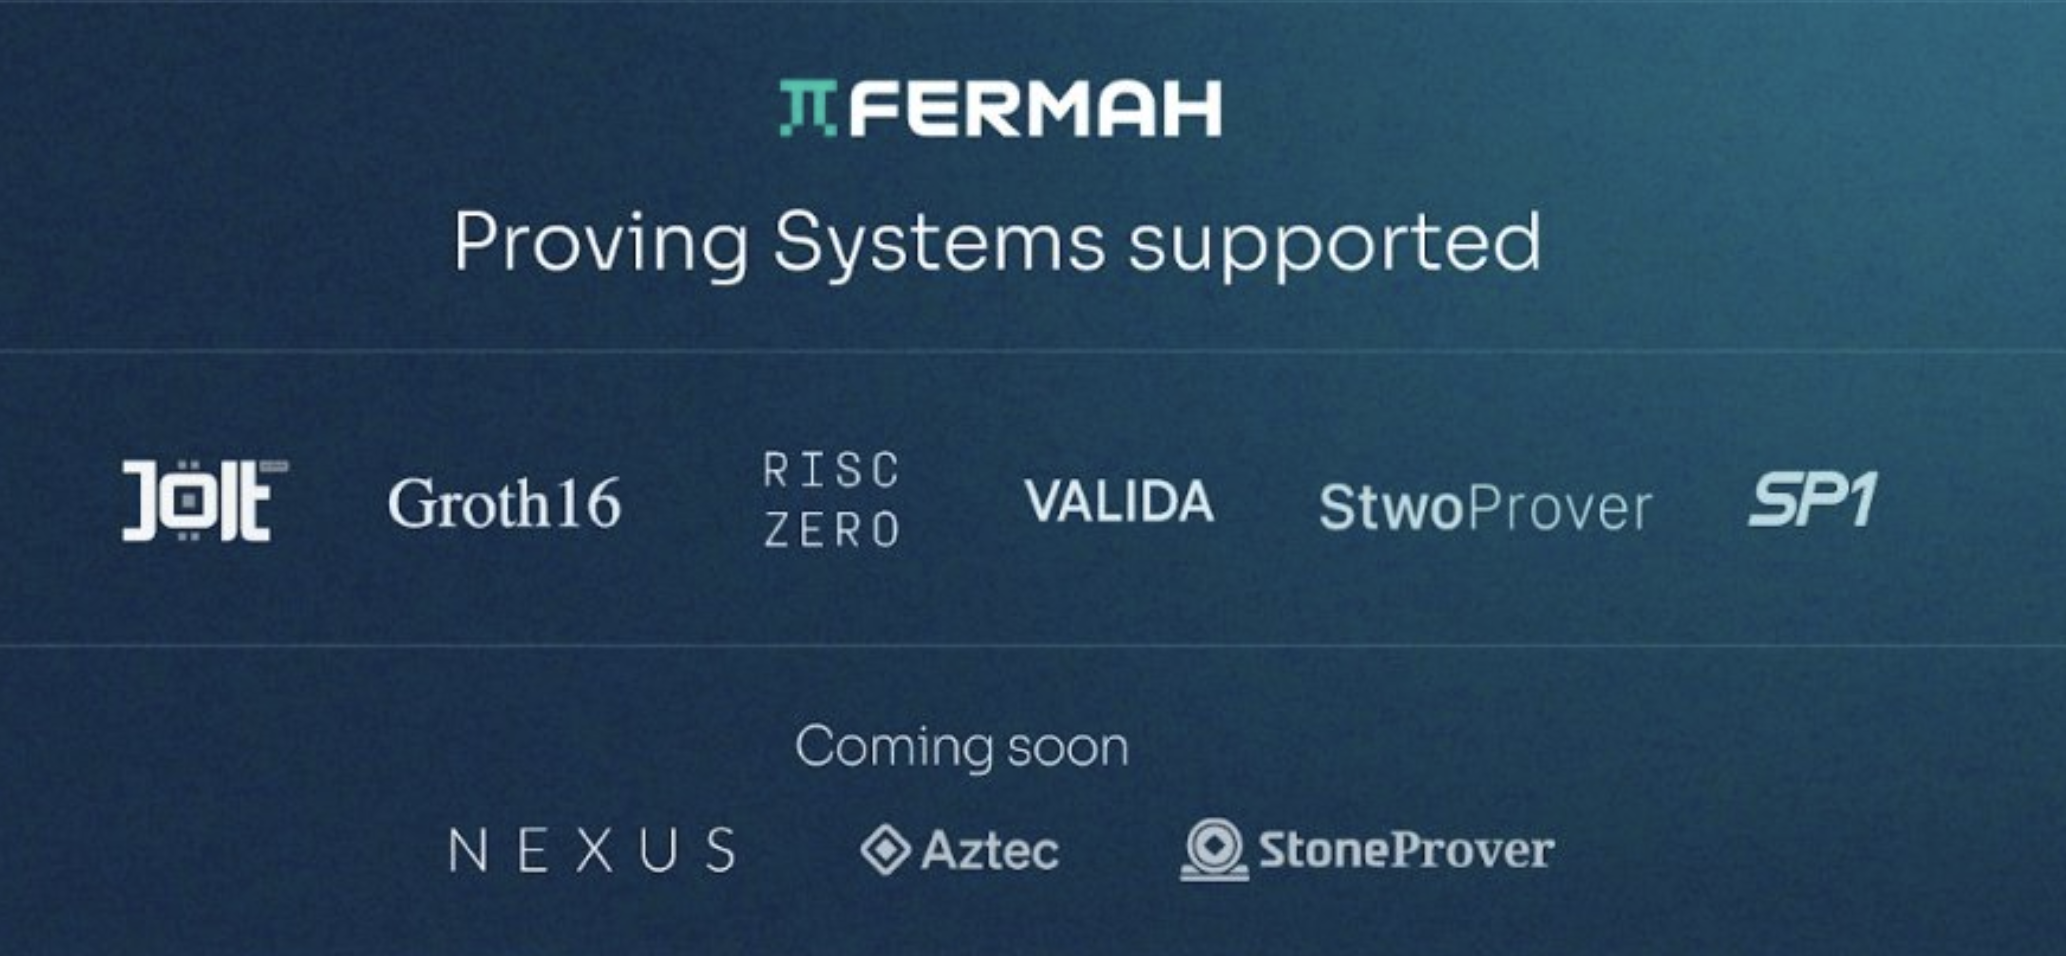 FERMAH
Proving Systems supported
Jolt
Groth16
RISC
ZERO
VALIDA
StwoProver
SP1
Coming soon
NEXUS
Aztec
StoneProver